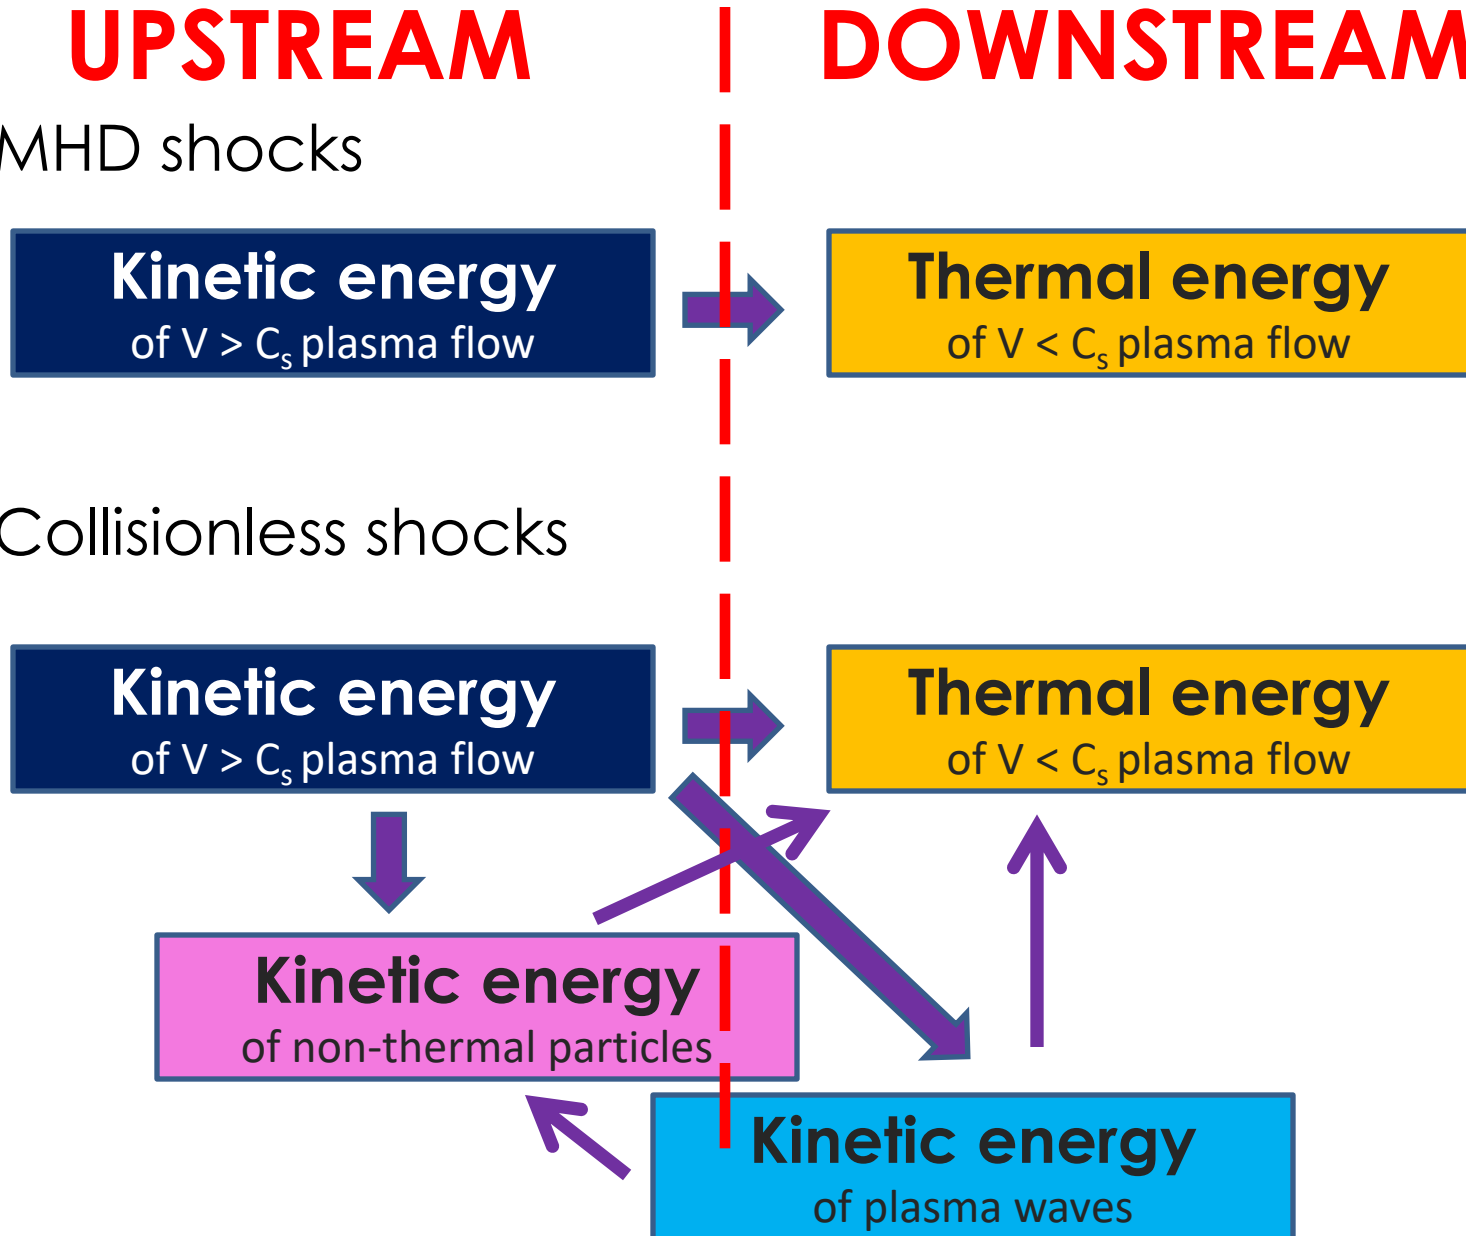 UPSTREAM
DOWNSTREAM
MHD shocks
Kinetic energy
of V > Cs plasma flow
Thermal energy
of V < Cs plasma flow
Collisionless shocks
Kinetic energy
of V > Cs plasma flow
Thermal energy
of V < Cs plasma flow
Kinetic energy
of non-thermal particles
Kinetic energy
of plasma waves